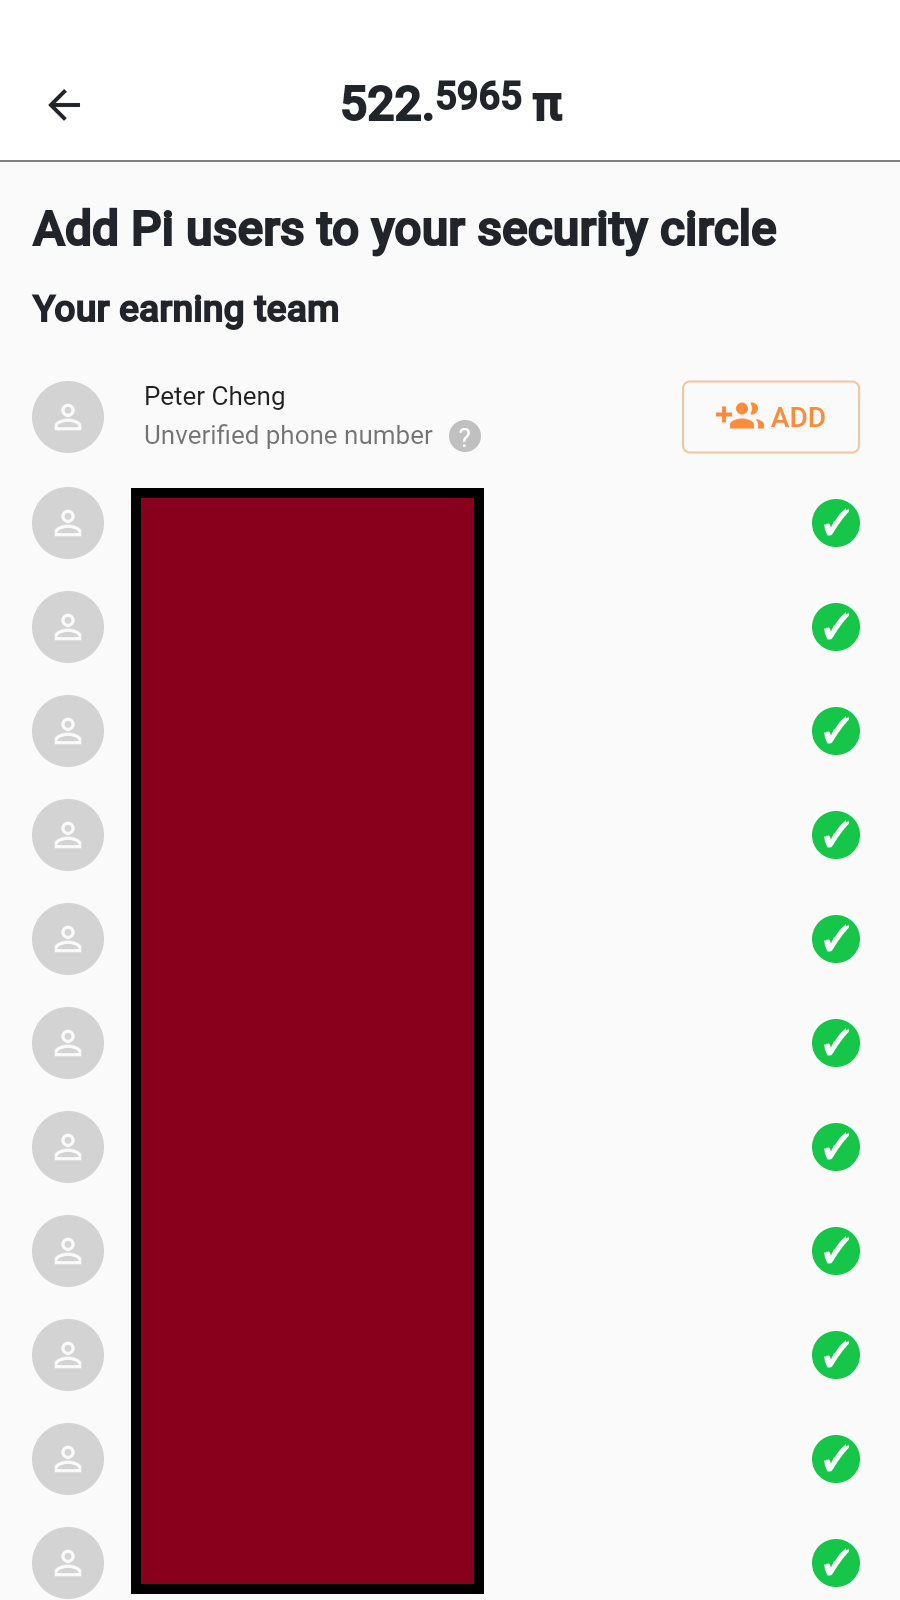 522.5965 π
Add Pi users to your security circle
Your earning team
Peter Cheng
Unverified phone number ?
ADD